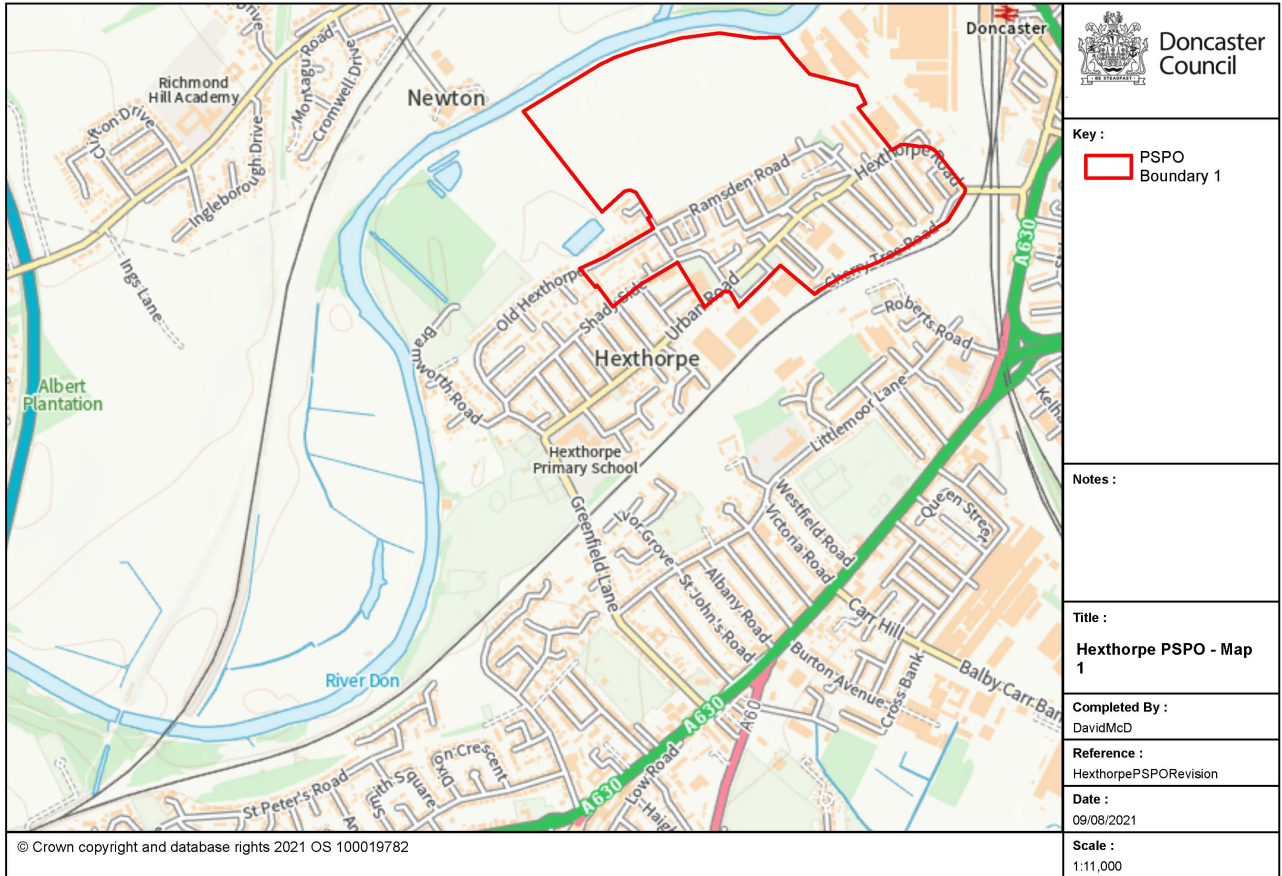 Doncaster
Richmond
Hill Academy
Montagu Road
Cromwell Drive
Newton
Clifton Drive
Ingleborough Drive
Hexthorpe Road
Ramsden Road
Cherry Tree Road
A630
Ings Lane
Old Hexthorpe
Shady Side
Urban Road
Roberts Road
Bramworth Road
Hexthorpe
Albert
Plantation
Littlemoor Lane
Hexthorpe
Primary School
Queen Street
Westfield Road
Victoria Road
Greenfield Lane
Ivor Grove
St John's Road
Albany Road
Carr Hill
Burton Avenue
Cross Bank
Balby Carr Ban
River Don
A630
A60
A630
Low Road
St Peter's Road
Doncaster
Council
BE STEADFAST
Key :
PSPO
Boundary 1
Notes :
Title :
Hexthorpe PSPO - Map
1
Completed By :
DavidMcD
Reference :
HexthorpePSPORevision
Date :
09/08/2021
Scale :
1:11,000
© Crown copyright and database rights 2021 OS 100019782